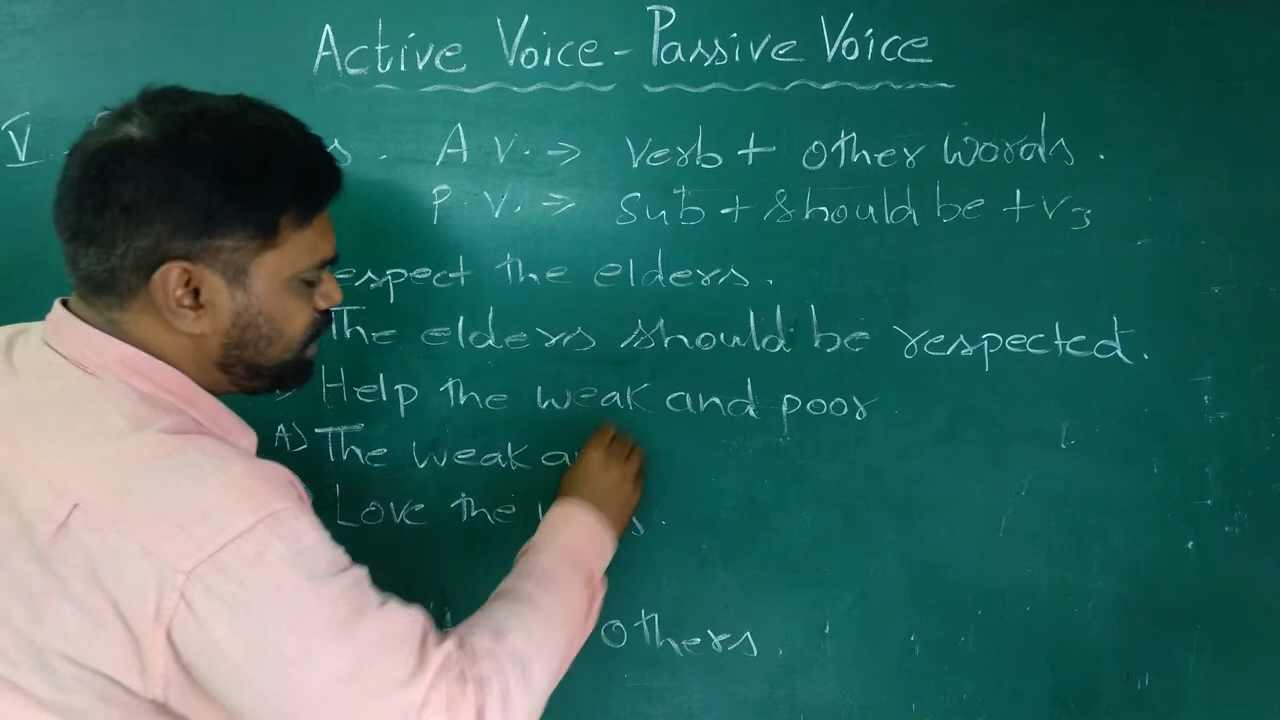 Active Voice - Passive Voice
V. A V. -> verb + other words.
P. V. -> sub + should be + v3
the elders.
The elders should be respected.
Help the weak and poor
A) The weak
Love the
others.